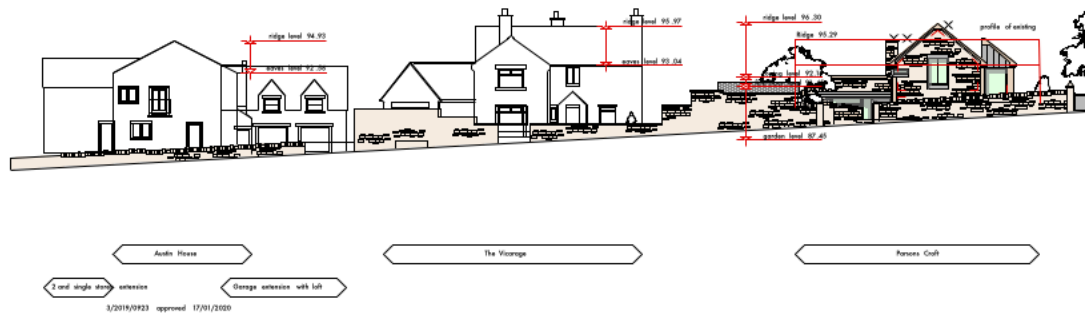 ridge level 94.93
eaves level 92.56
ridge level 95.97
eaves level 93.04
ridge level 96.30
Ridge 95.29
profile of existing
garden level 87.45
Austin House
The Vicarage
Parsons Croft
2 and single storey extension
Garage extension with loft
3/2019/0923 approved 17/01/2020